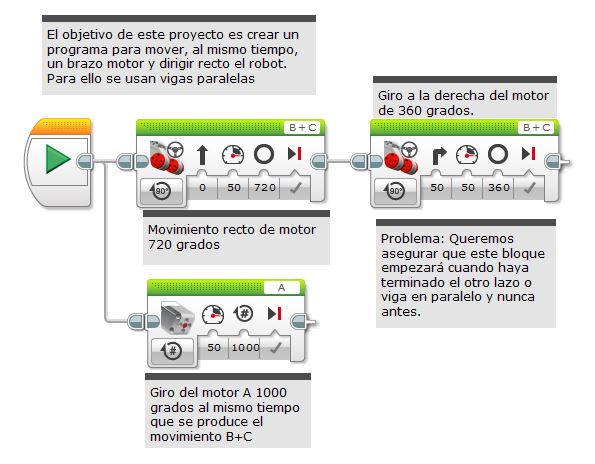 El objetivo de este proyecto es crear un
programa para mover, al mismo tiempo,
un brazo motor y dirigir recto el robot.
Para ello se usan vigas paralelas
Giro a la derecha del motor
de 360 grados.
B+C
B+C
90°
0 50 720
90°
50 50 360
Movimiento recto de motor
720 grados
Problema: Queremos
asegurar que este bloque
empezará cuando haya
terminado el otro lazo o
viga en paralelo y nunca
antes.
A
#
#
50 1000
Giro del motor A 1000
grados al mismo tiempo
que se produce el
movimiento B+C